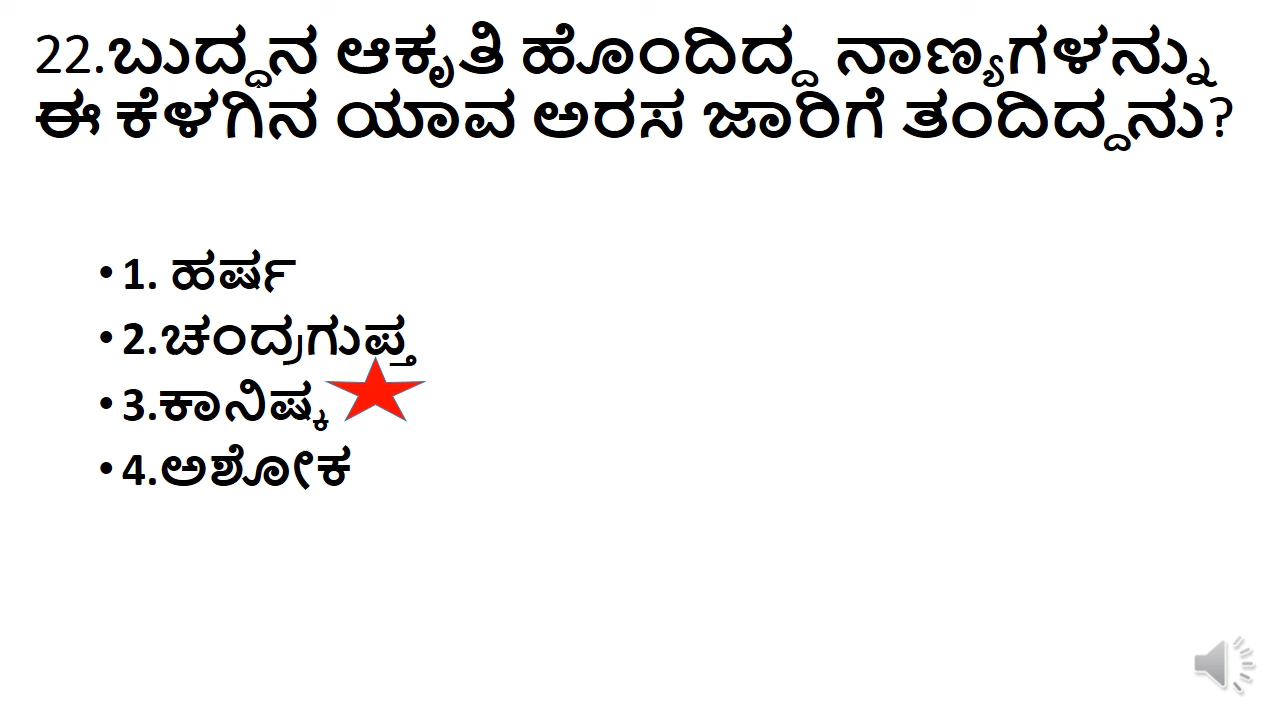 22.ಬುದ್ಧನ ಆಕೃತಿ ಹೊಂದಿದ್ದ ನಾಣ್ಯಗಳನ್ನು
ಈ ಕೆಳಗಿನ ಯಾವ ಅರಸ ಜಾರಿಗೆ ತಂದಿದ್ದನು?
• 1. ಹರ್ಷ
• 2.ಚಂದ್ರಗುಪ್ತ
• 3.ಕಾನಿಷ್ಕ
• 4.ಅಶೋಕ